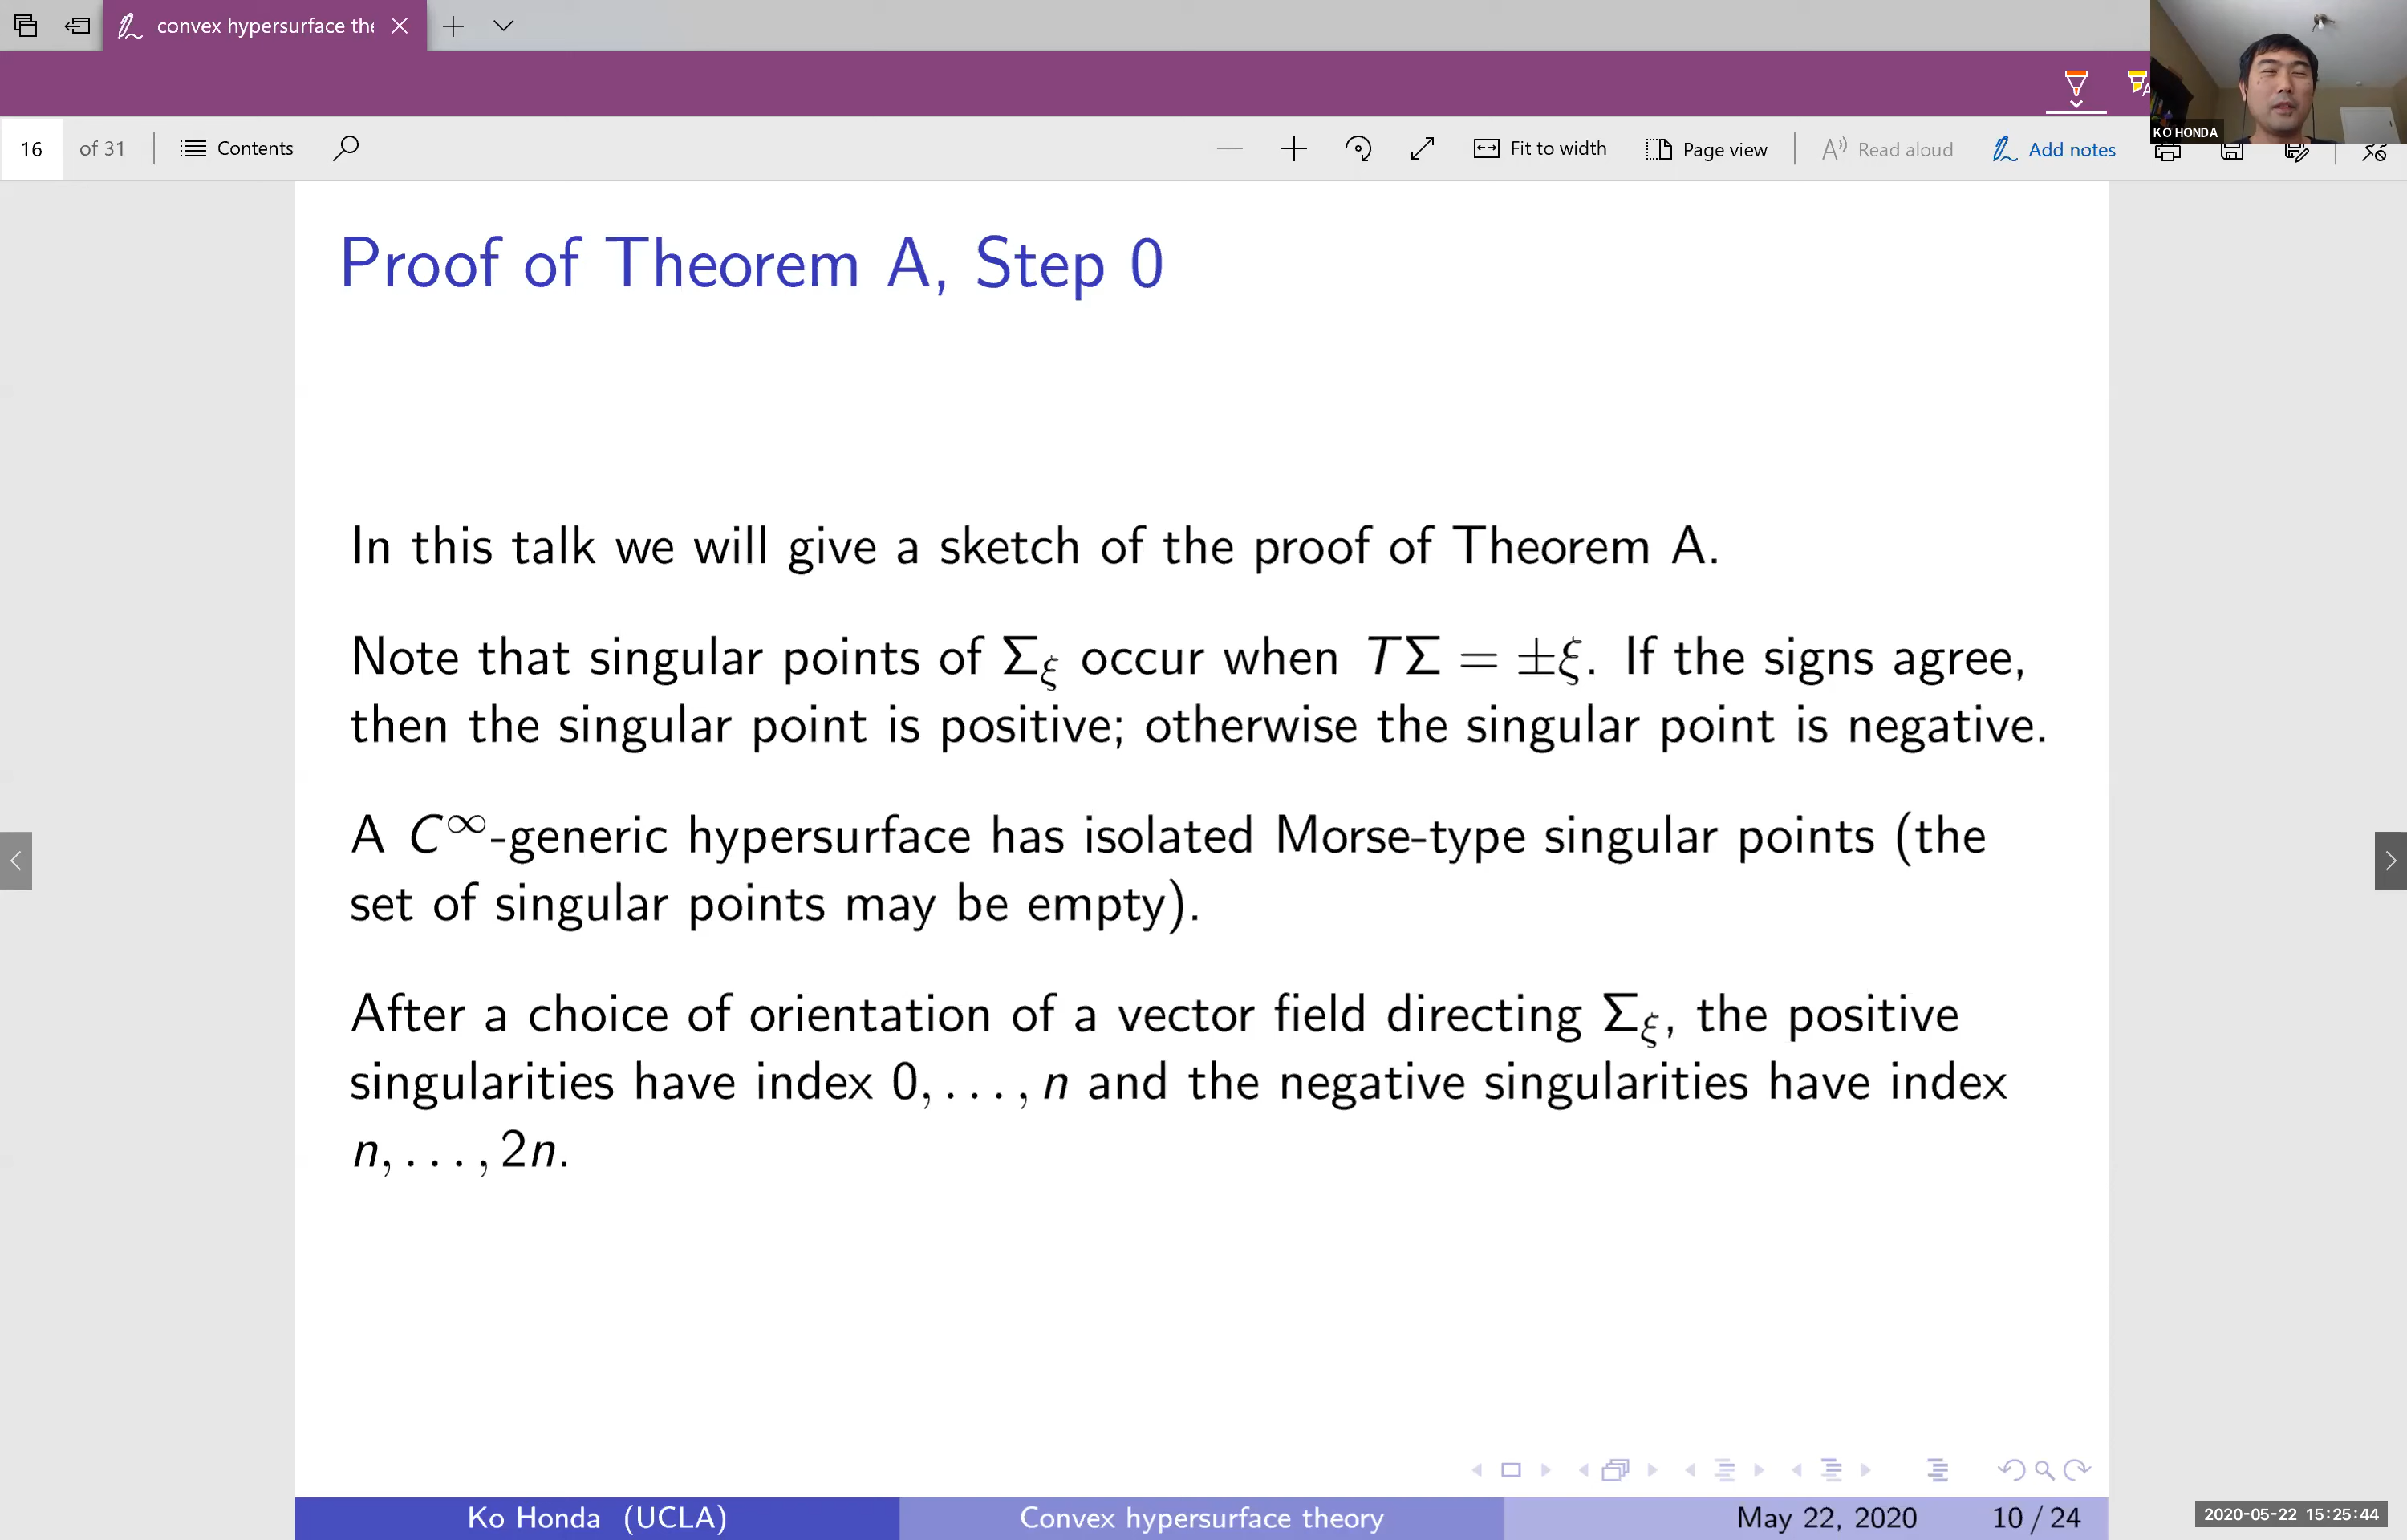 convex hypersurface the
KO HONDA
16 of 31
Contents
Fit to width
Page view
Read aloud
Add notes
Proof of Theorem A, Step 0
In this talk we will give a sketch of the proof of Theorem A.
Note that singular points of Σ_ξ occur when TΣ = ±ξ. If the signs agree,
then the singular point is positive; otherwise the singular point is negative.
A C^∞-generic hypersurface has isolated Morse-type singular points (the
set of singular points may be empty).
After a choice of orientation of a vector field directing Σ_ξ, the positive
singularities have index 0, . . . , n and the negative singularities have index
n, . . . , 2n.
Ko Honda (UCLA)
Convex hypersurface theory
May 22, 2020
10 / 24
2020-05-22 15:25:44